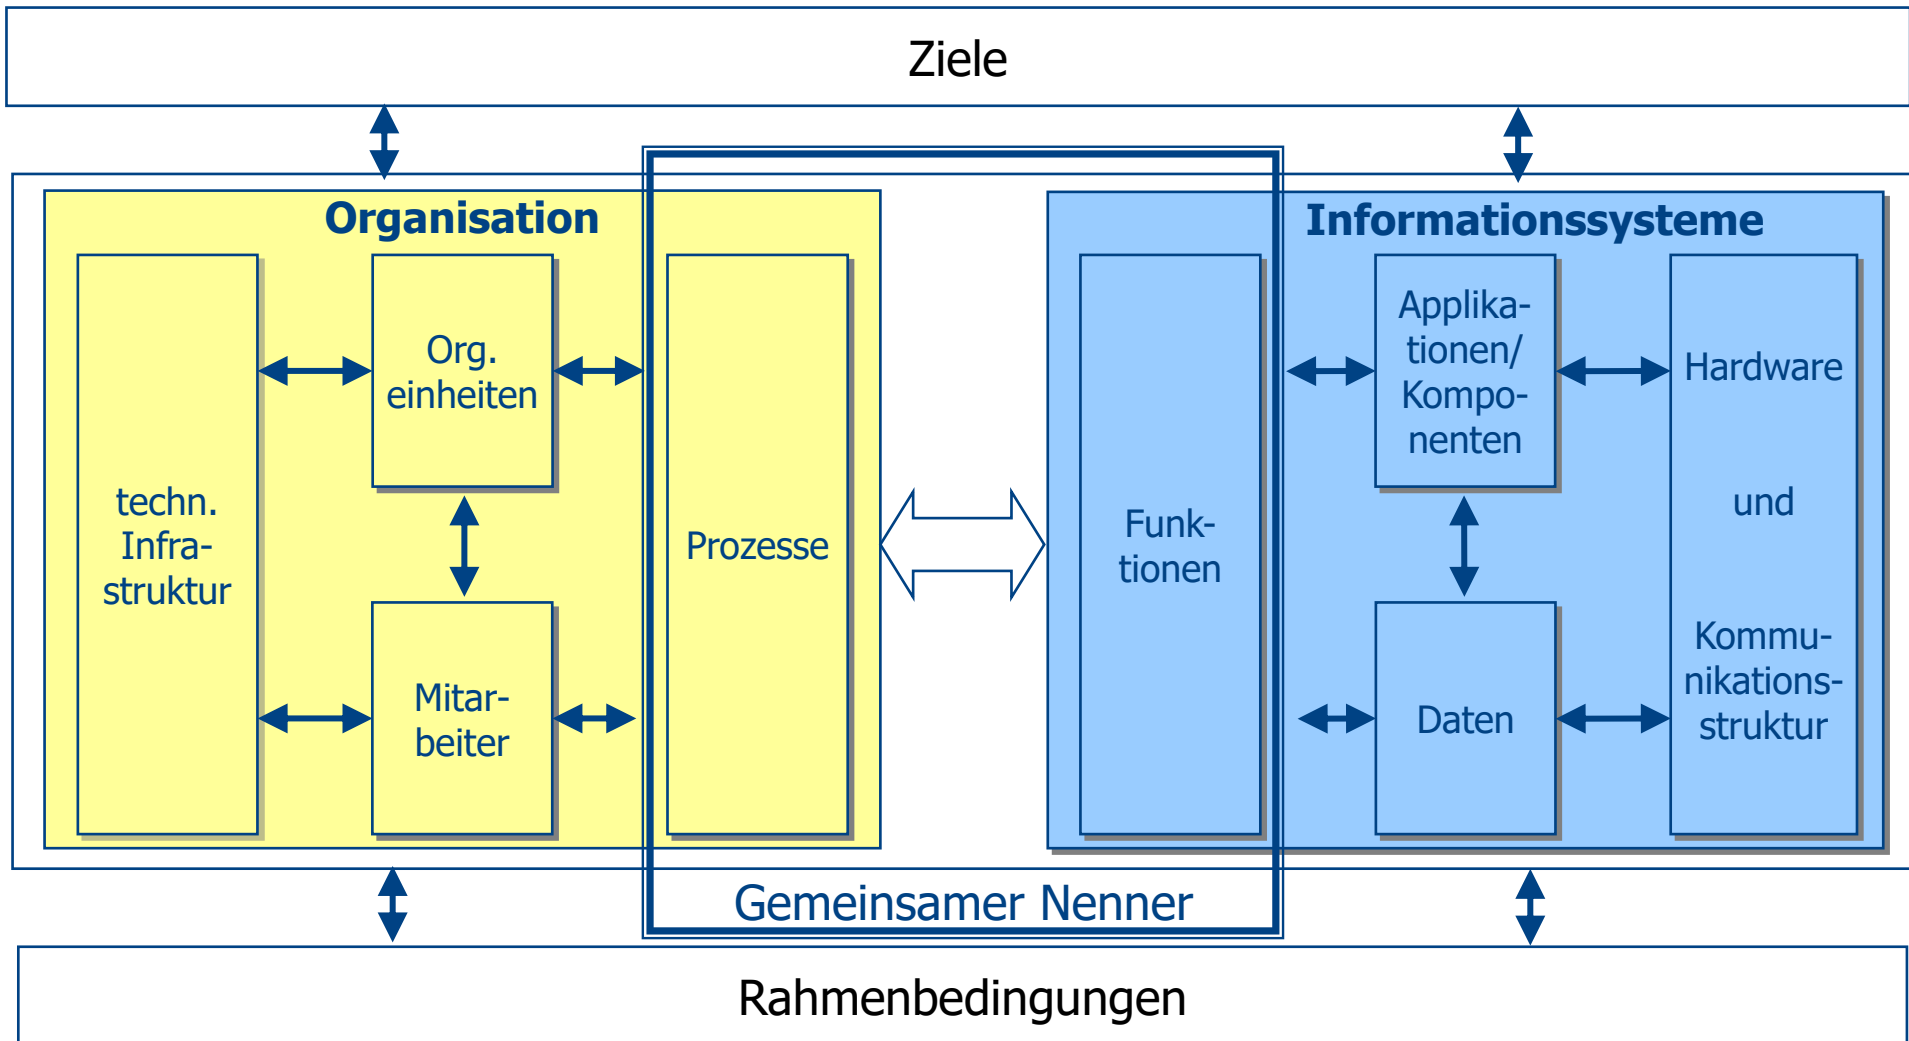 Ziele
Organisation
techn.
Infra-
struktur
Org.
einheiten
Mitar-
beiter
Prozesse
Informationssysteme
Funk-
tionen
Applika-
tionen/
Kompo-
nenten
Daten
Hardware
und
Kommu-
nikations-
struktur
Gemeinsamer Nenner
Rahmenbedingungen